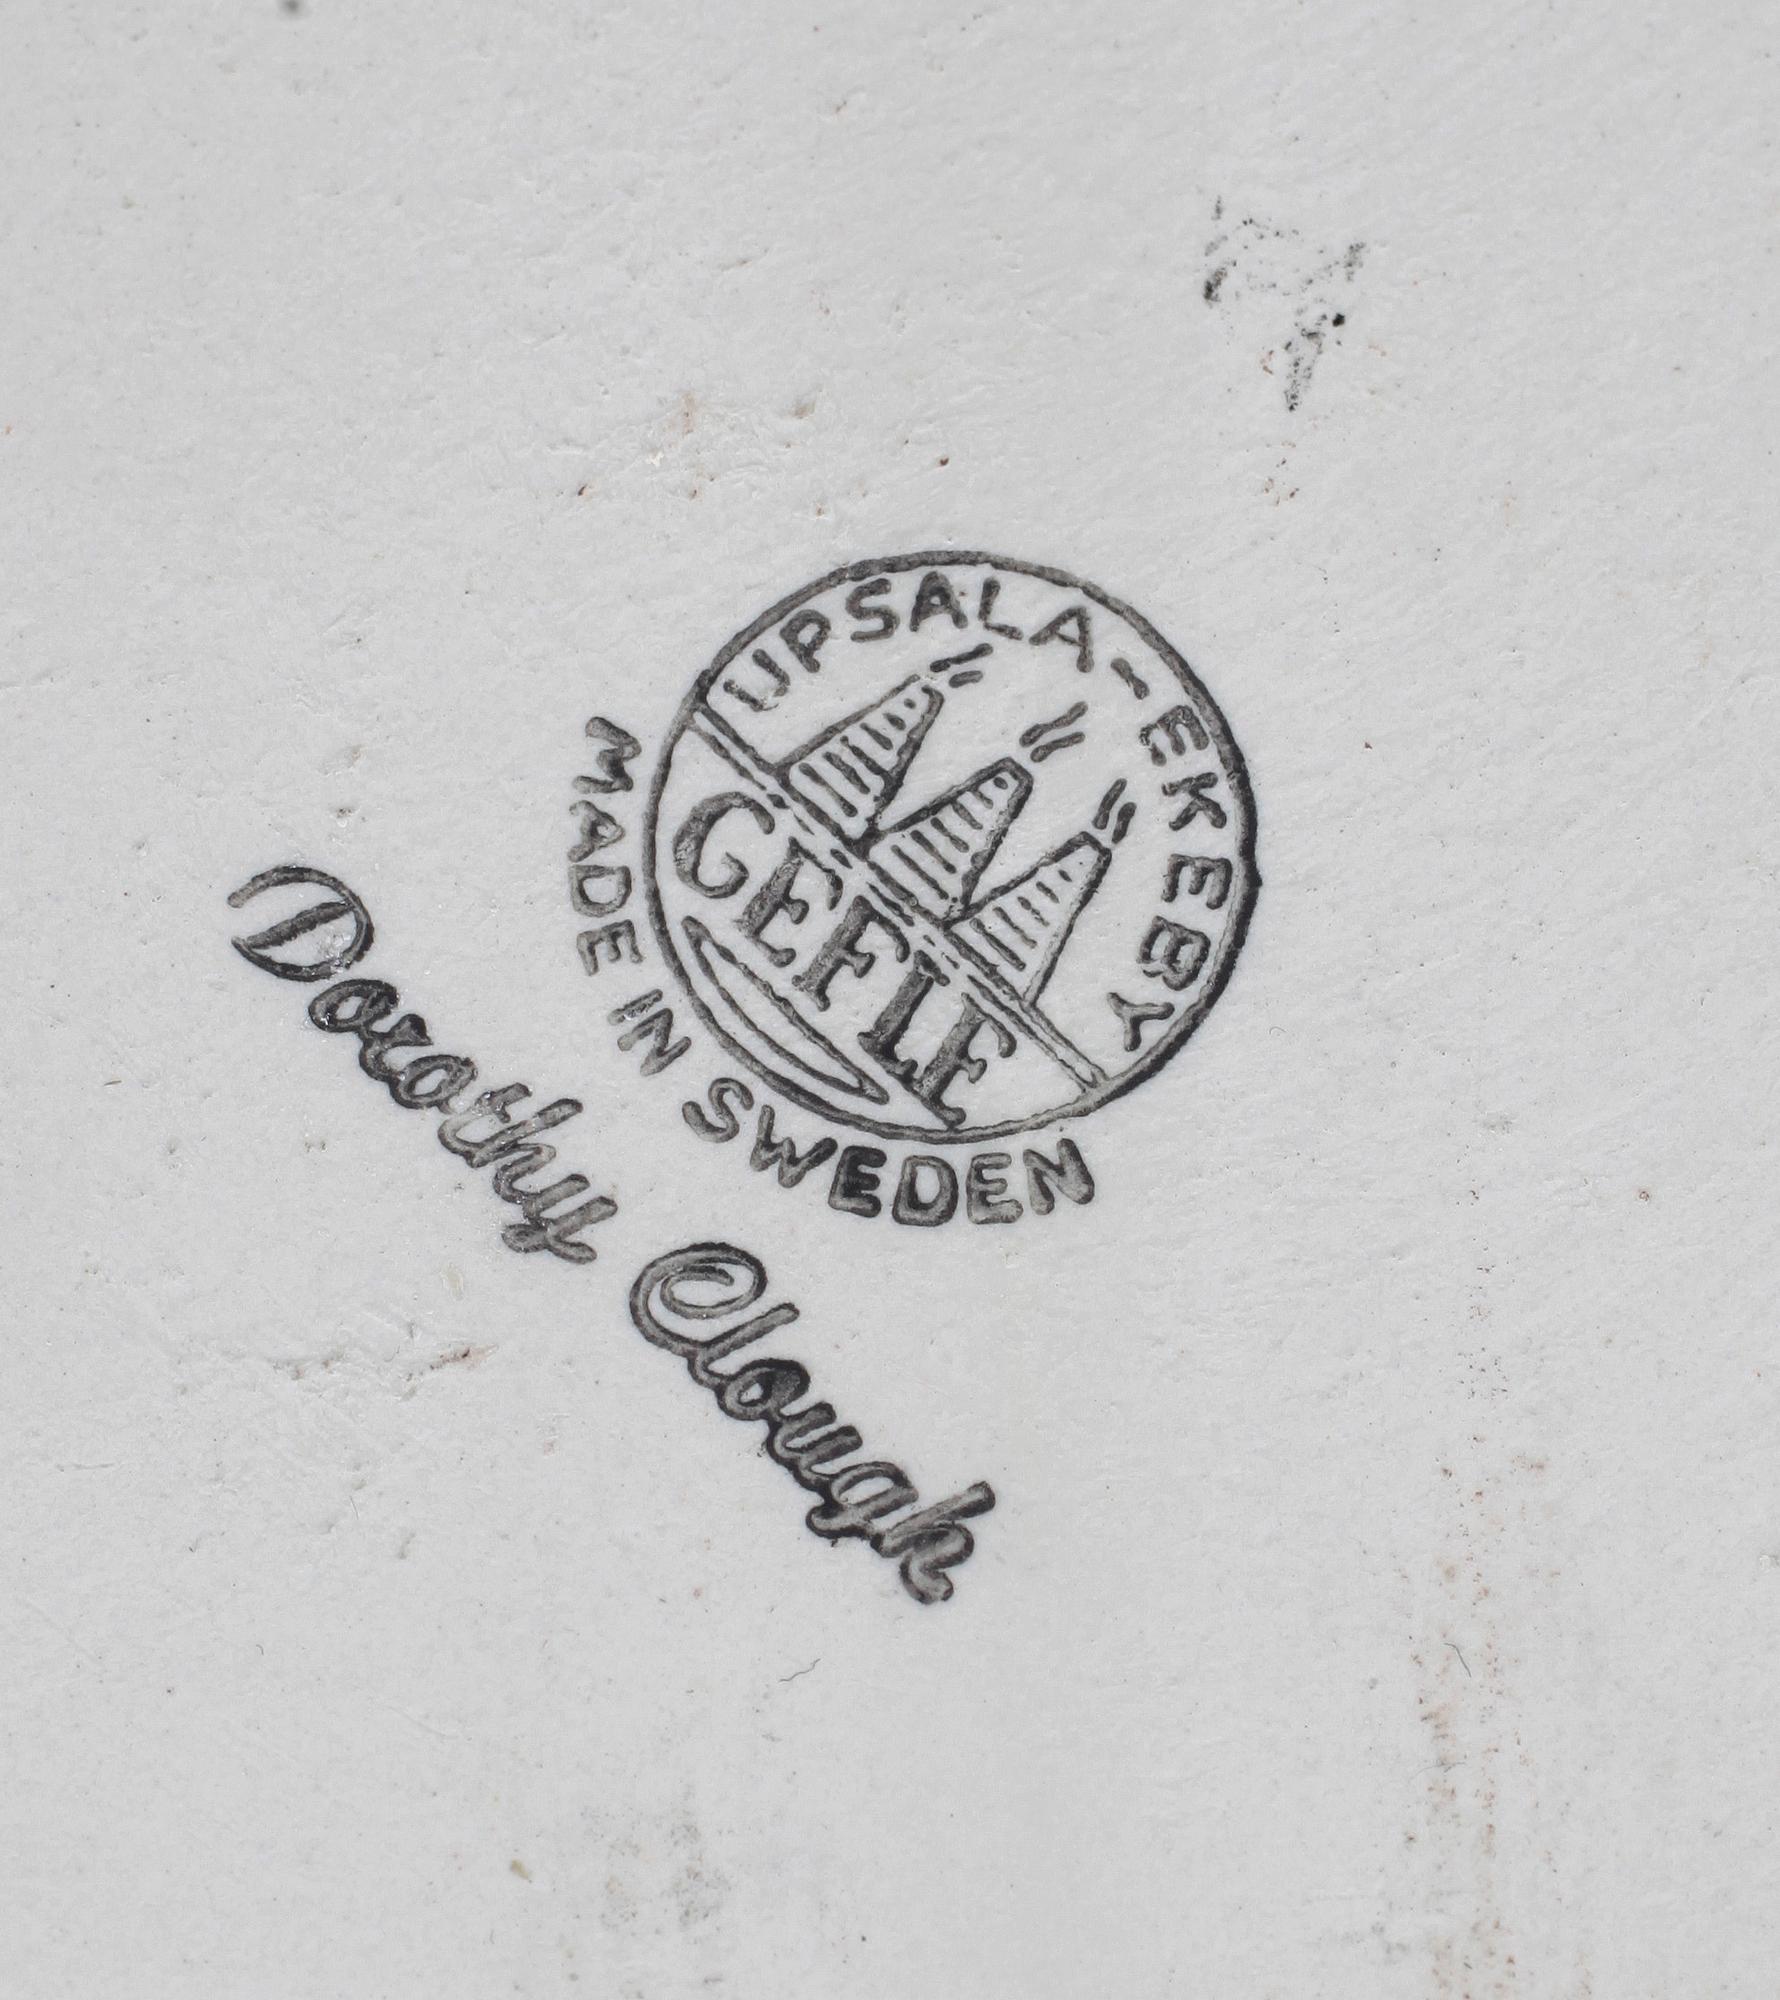 UPSALA-EKEBY
GEFLE
MADE IN SWEDEN
Dorothy Clough